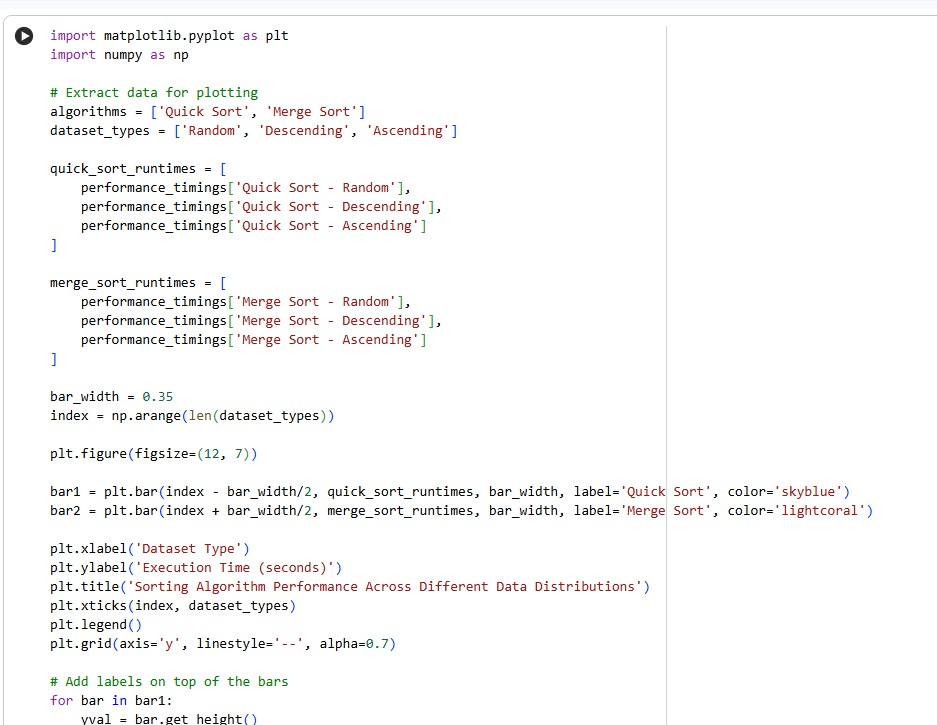 import matplotlib.pyplot as plt
import numpy as np

# Extract data for plotting
algorithms = ['Quick Sort', 'Merge Sort']
dataset_types = ['Random', 'Descending', 'Ascending']

quick_sort_runtimes = [
    performance_timings['Quick Sort - Random'],
    performance_timings['Quick Sort - Descending'],
    performance_timings['Quick Sort - Ascending']
]

merge_sort_runtimes = [
    performance_timings['Merge Sort - Random'],
    performance_timings['Merge Sort - Descending'],
    performance_timings['Merge Sort - Ascending']
]

bar_width = 0.35
index = np.arange(len(dataset_types))

plt.figure(figsize=(12, 7))

bar1 = plt.bar(index - bar_width/2, quick_sort_runtimes, bar_width, label='Quick Sort', color='skyblue')
bar2 = plt.bar(index + bar_width/2, merge_sort_runtimes, bar_width, label='Merge Sort', color='lightcoral')

plt.xlabel('Dataset Type')
plt.ylabel('Execution Time (seconds)')
plt.title('Sorting Algorithm Performance Across Different Data Distributions')
plt.xticks(index, dataset_types)
plt.legend()
plt.grid(axis='y', linestyle='--', alpha=0.7)

# Add labels on top of the bars
for bar in bar1:
    yval = bar.get_height()